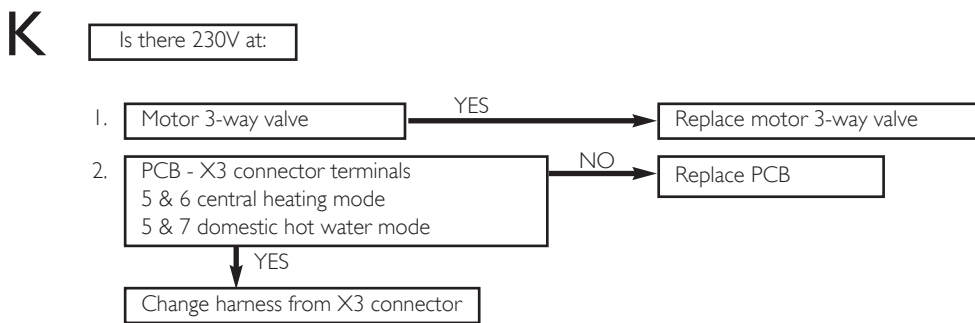 K
Is there 230V at:
YES
1. Motor 3-way valve
Replace motor 3-way valve
2. PCB - X3 connector terminals
5 & 6 central heating mode
5 & 7 domestic hot water mode
NO
Replace PCB
YES
Change harness from X3 connector